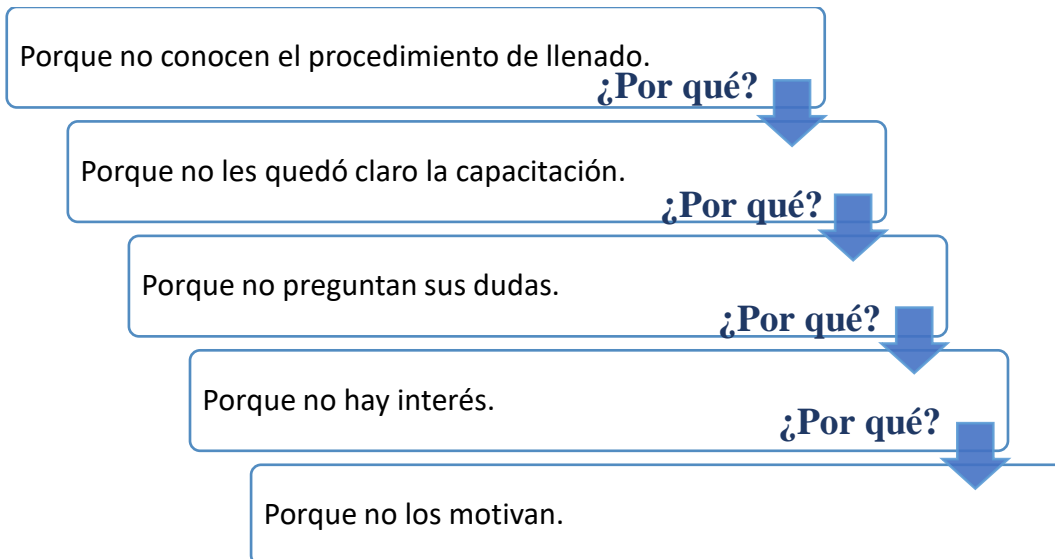 Porque no conocen el procedimiento de llenado.
¿Por qué?
Porque no les quedó claro la capacitación.
¿Por qué?
Porque no preguntan sus dudas.
¿Por qué?
Porque no hay interés.
¿Por qué?
Porque no los motivan.